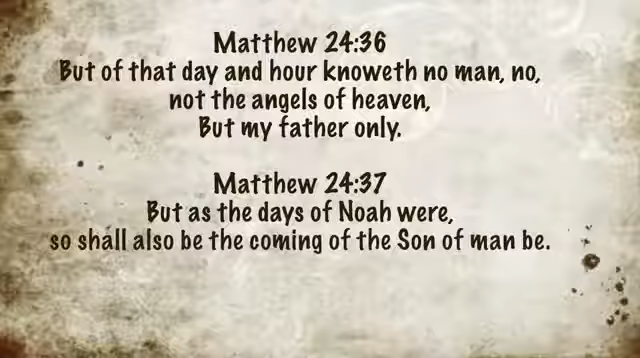 Matthew 24:36
But of that day and hour knoweth no man, no,
not the angels of heaven,
But my father only.
Matthew 24:37
But as the days of Noah were,
so shall also be the coming of the Son of man be.